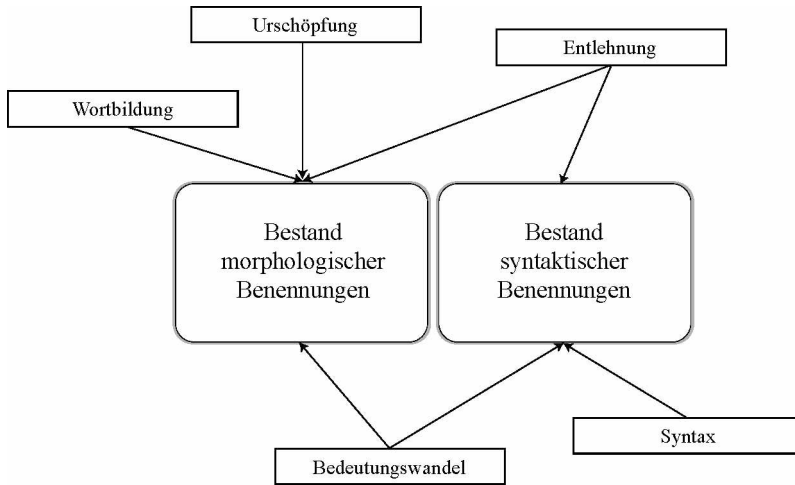 Urschöpfung
Entlehnung
Wortbildung
Bestand
morphologischer
Benennungen
Bestand
syntaktischer
Benennungen
Syntax
Bedeutungswandel